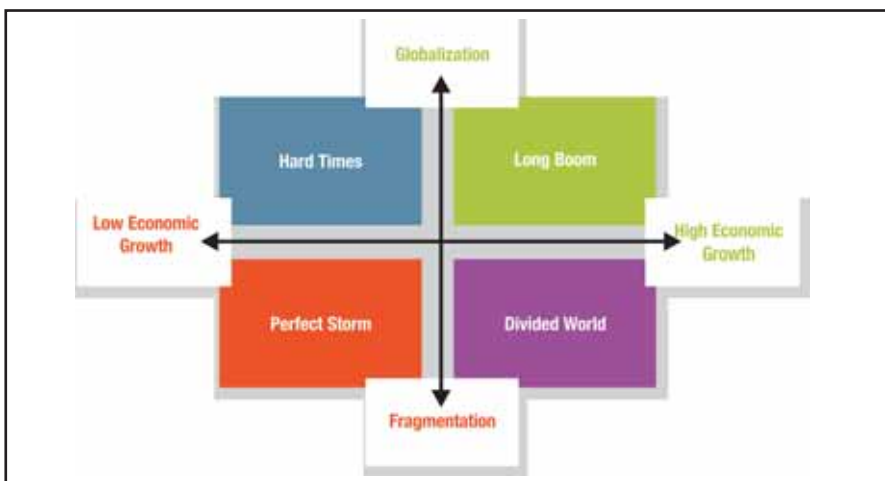 Globalization
Hard Times
Long Boom
Low Economic
Growth
High Economic
Growth
Perfect Storm
Divided World
Fragmentation